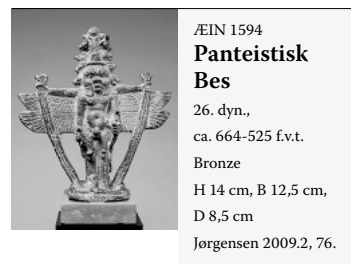 ÆIN 1594
Panteistisk
Bes
26. dyn.,
ca. 664-525 f.v.t.
Bronze
H 14 cm, B 12,5 cm,
D 8,5 cm
Jørgensen 2009.2, 76.